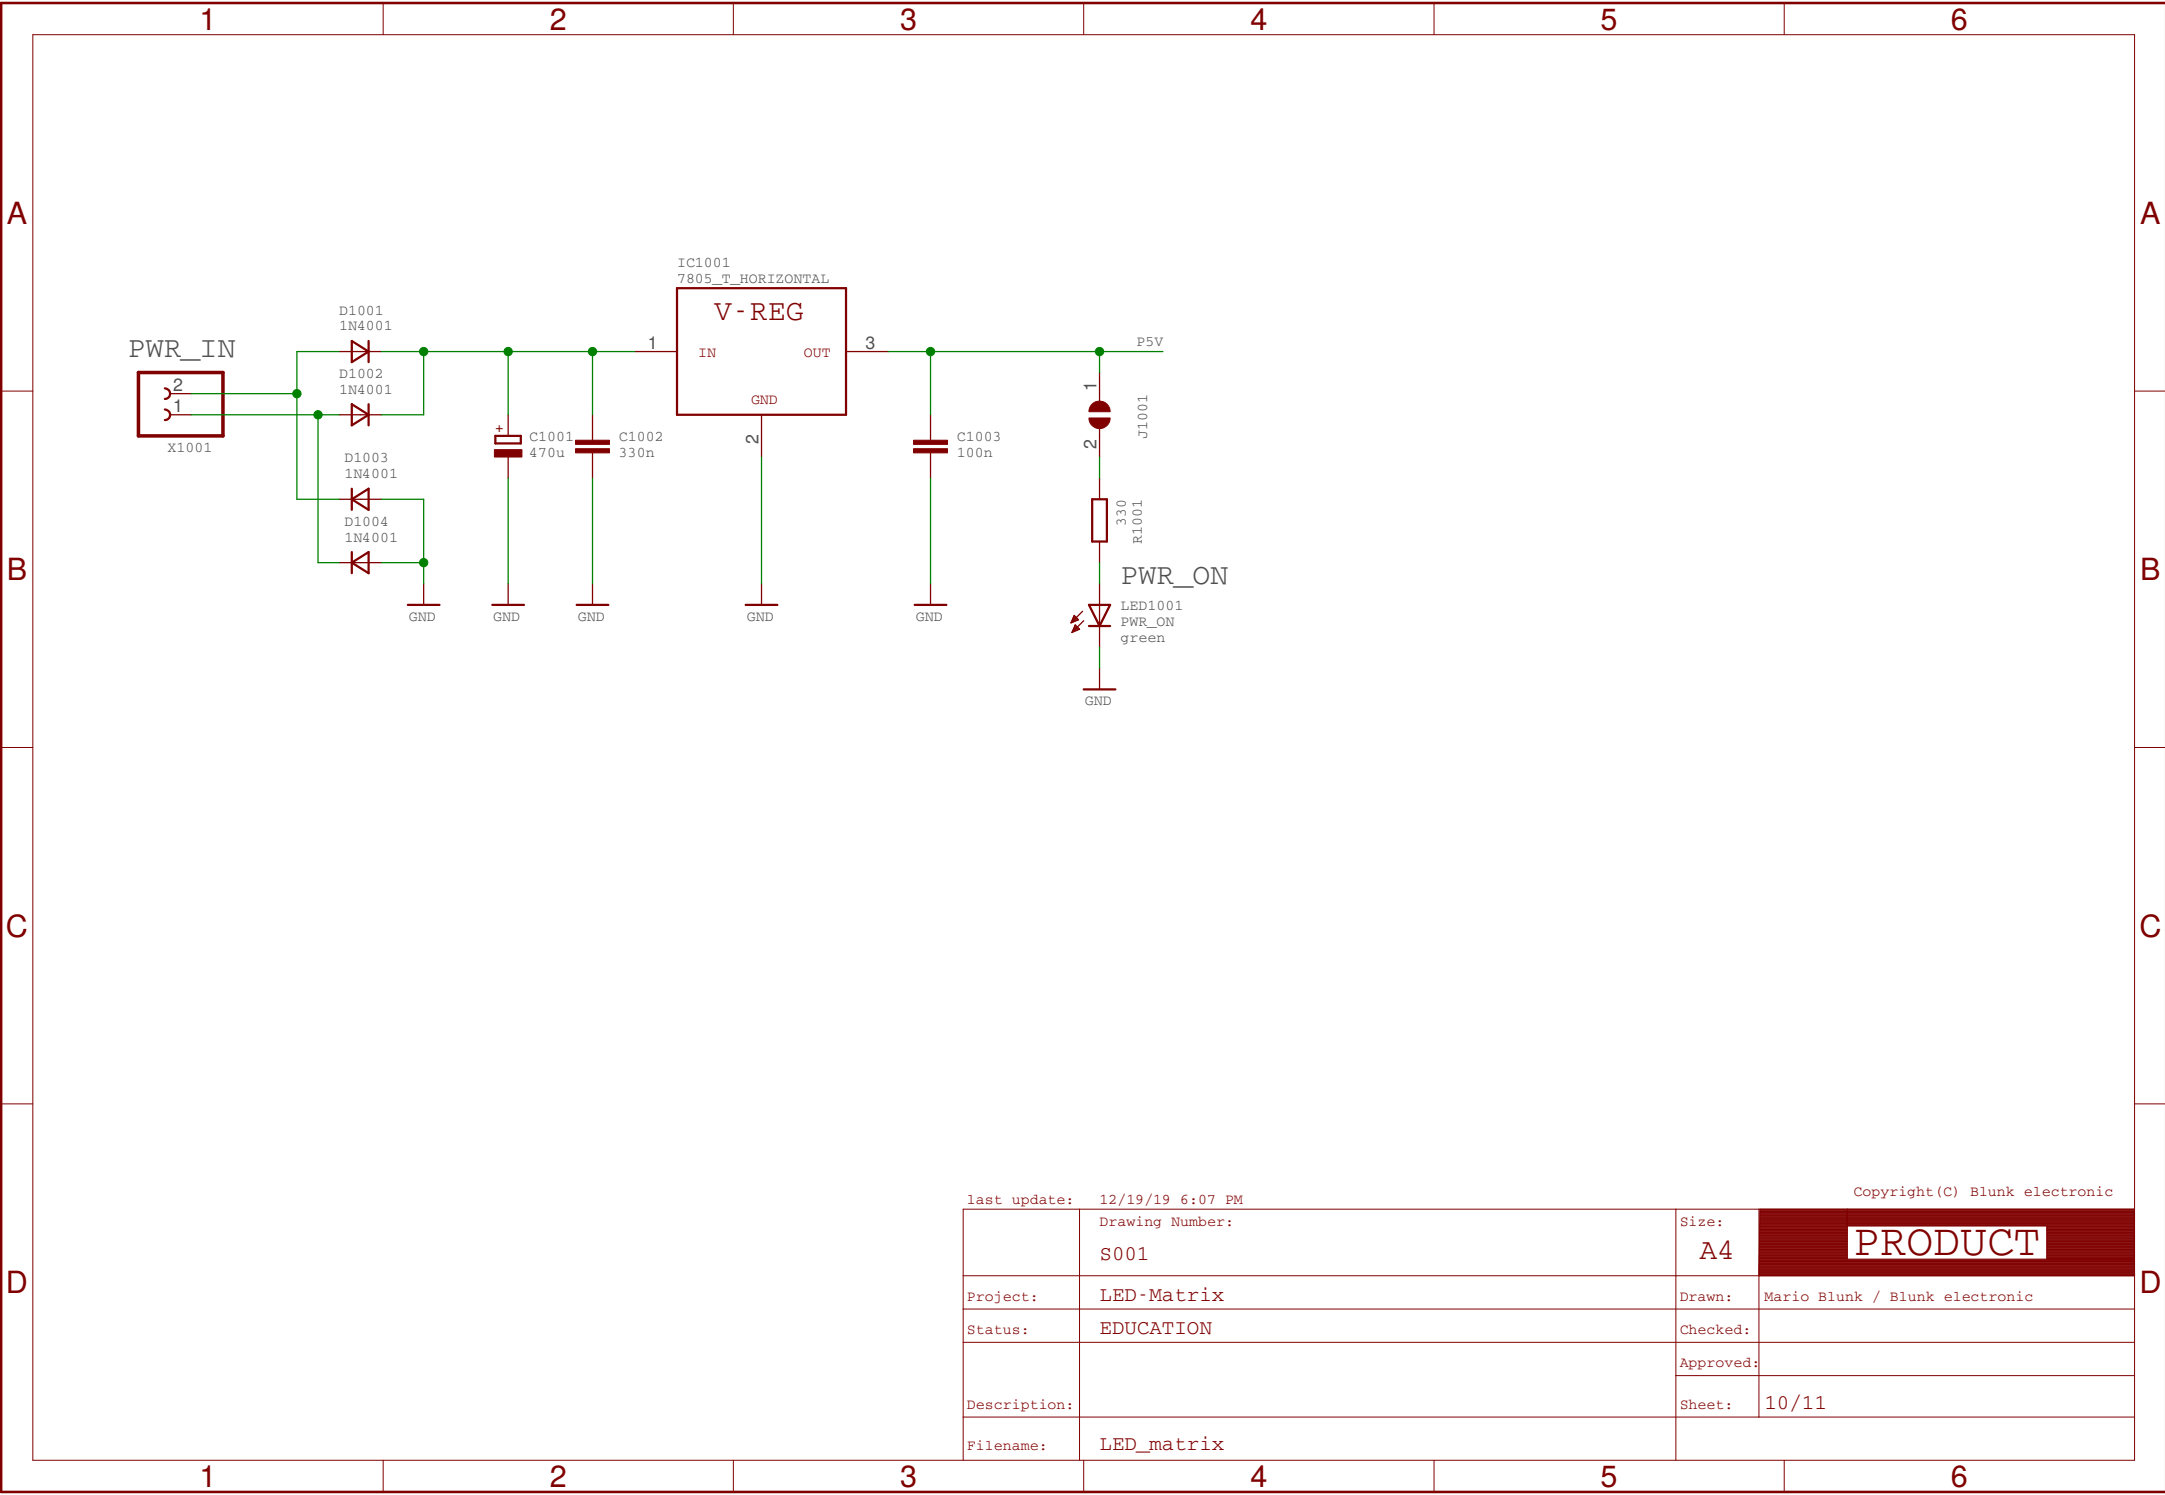 1 2 3 4 5 6
A A
IC1001
7805_T_HORIZONTAL
V-REG
1 IN OUT 3
GND
2
D1001
1N4001
PWR_IN
D1002
1N4001
2
1
X1001
D1003
1N4001
D1004
1N4001
GND
+
C1001
470u
GND
C1002
330n
GND
GND
C1003
100n
GND
P5V
1
J1001
2
330
R1001
PWR_ON
LED1001
PWR_ON
green
GND
B B
C C
D D
last update: 12/19/19 6:07 PM
Copyright(C) Blunk electronic
Drawing Number:
S001
Size:
A4
PRODUCT
Project: LED-Matrix
Drawn: Mario Blunk / Blunk electronic
Status: EDUCATION
Checked:
Approved:
Description:
Sheet: 10/11
Filename: LED_matrix
1 2 3 4 5 6